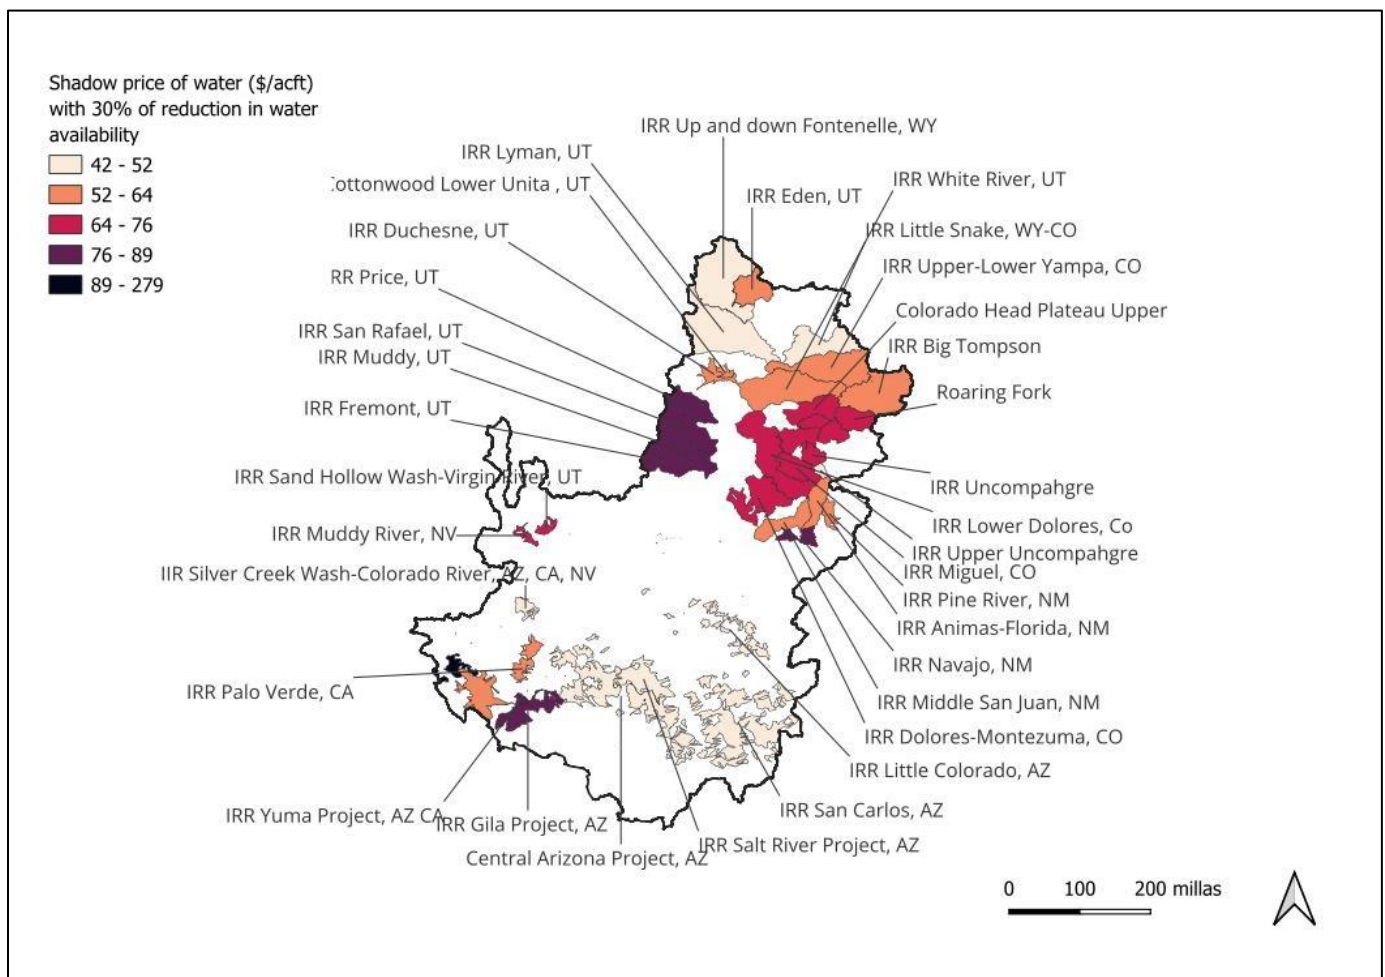 Shadow price of water ($/acft)
with 30% of reduction in water
availability
42 - 52
52 - 64
64 - 76
76 - 89
89 - 279
IRR Up and down Fontenelle, WY
IRR Lyman, UT
ottonwood Lower Unita , UT
IRR White River, UT
IRR Eden, UT
IRR Duchesne, UT
IRR Little Snake, WY-CO
IRR Upper-Lower Yampa, CO
RR Price, UT
Colorado Head Plateau Upper
IRR San Rafael, UT
IRR Big Tompson
IRR Muddy, UT
Roaring Fork
IRR Fremont, UT
IRR Sand Hollow Wash-Virgin River, UT
IRR Uncompahgre
IRR Lower Dolores, Co
IRR Muddy River, NV
IRR Upper Uncompahgre
IIR Silver Creek Wash-Colorado River, AZ, CA, NV
IRR Miguel, CO
IRR Pine River, NM
IRR Animas-Florida, NM
IRR Navajo, NM
IRR Palo Verde, CA
IRR Middle San Juan, NM
IRR Dolores-Montezuma, CO
IRR Little Colorado, AZ
IRR San Carlos, AZ
IRR Yuma Project, AZ CA
IRR Gila Project, AZ
IRR Salt River Project, AZ
Central Arizona Project, AZ
0 100 200 millas